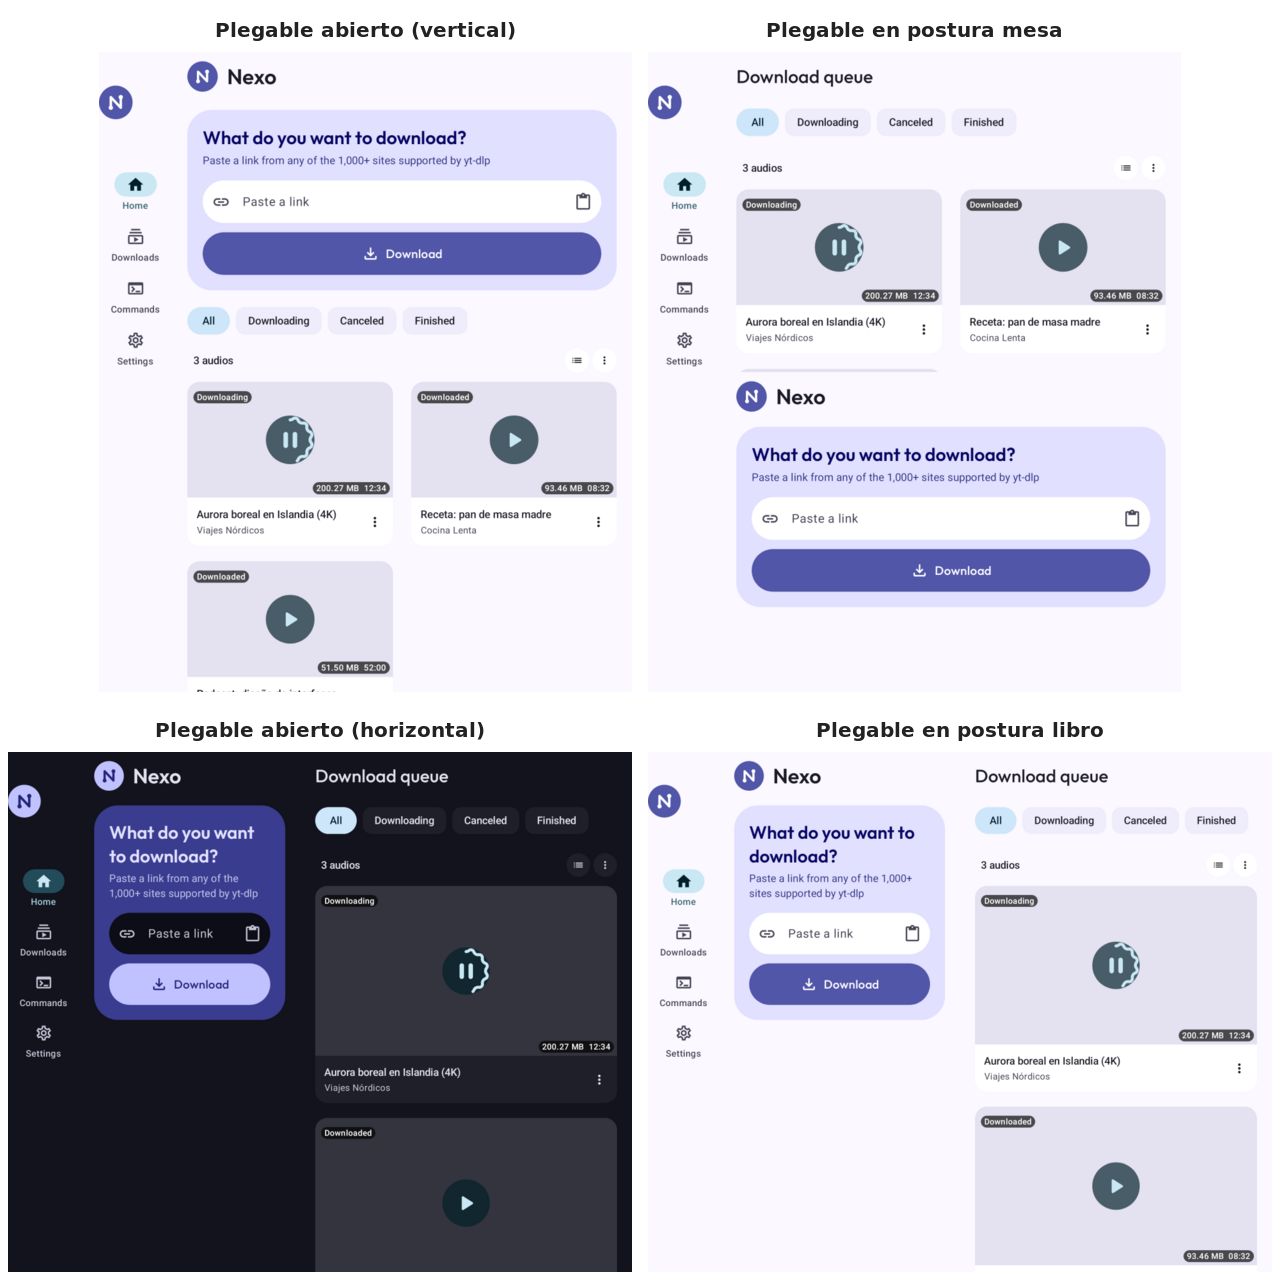 Plegable abierto (vertical)
N
Home
Downloads
Commands
Settings
N Nexo
What do you want to download?
Paste a link from any of the 1,000+ sites supported by yt-dlp
Paste a link
Download
All Downloading Canceled Finished
3 audios
Downloading
200.27 MB 12:34
Aurora boreal en Islandia (4K)
Viajes Nórdicos
Downloaded
93.46 MB 08:32
Receta: pan de masa madre
Cocina Lenta
Downloaded
51.50 MB 52:00
Plegable en postura mesa
N
Home
Downloads
Commands
Settings
Download queue
All Downloading Canceled Finished
3 audios
Downloading
200.27 MB 12:34
Aurora boreal en Islandia (4K)
Viajes Nórdicos
Downloaded
93.46 MB 08:32
Receta: pan de masa madre
Cocina Lenta
N Nexo
What do you want to download?
Paste a link from any of the 1,000+ sites supported by yt-dlp
Paste a link
Download
Plegable abierto (horizontal)
N
Home
Downloads
Commands
Settings
N Nexo
What do you want
to download?
Paste a link from any of the
1,000+ sites supported by yt-dlp
Paste a link
Download
Download queue
All Downloading Canceled Finished
3 audios
Downloading
200.27 MB 12:34
Aurora boreal en Islandia (4K)
Viajes Nórdicos
Downloaded
Plegable en postura libro
N
Home
Downloads
Commands
Settings
N Nexo
What do you want to
download?
Paste a link from any of the 1,000+
sites supported by yt-dlp
Paste a link
Download
Download queue
All Downloading Canceled Finished
3 audios
Downloading
200.27 MB 12:34
Aurora boreal en Islandia (4K)
Viajes Nórdicos
Downloaded
93.46 MB 08:32